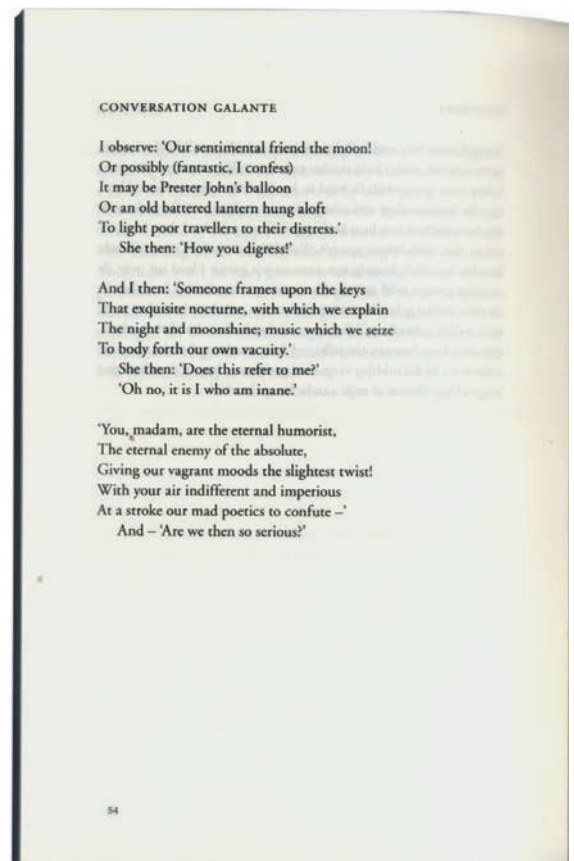 CONVERSATION GALANTE
I observe: ‘Our sentimental friend the moon!
Or possibly (fantastic, I confess)
It may be Prester John’s balloon
Or an old battered lantern hung aloft
To light poor travellers to their distress.’
She then: ‘How you digress!’
And I then: ‘Someone frames upon the keys
That exquisite nocturne, with which we explain
The night and moonshine; music which we seize
To body forth our own vacuity.’
She then: ‘Does this refer to me?’
‘Oh no, it is I who am inane.’
‘You, madam, are the eternal humorist,
The eternal enemy of the absolute,
Giving our vagrant moods the slightest twist!
With your air indifferent and imperious
At a stroke our mad poetics to confute –’
And – ‘Are we then so serious?’
54